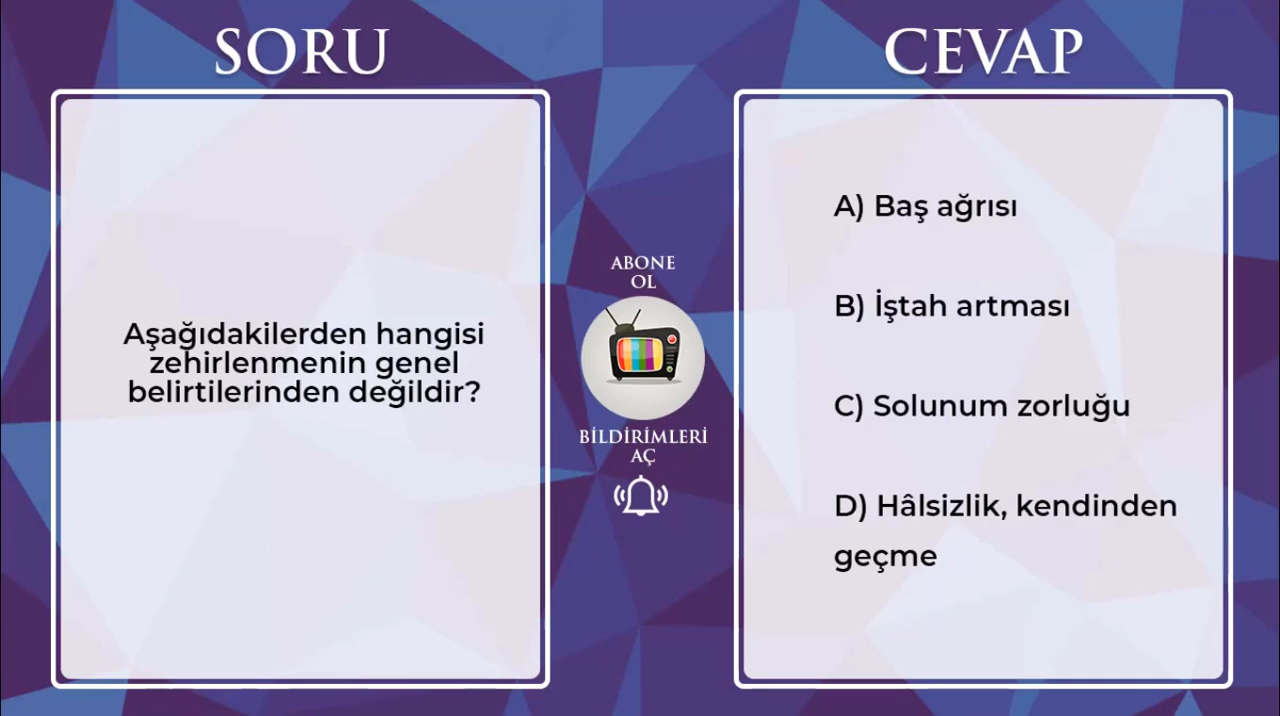 SORU
Aşağıdakilerden hangisi
zehirlenmenin genel
belirtilerinden değildir?
ABONE
OL
BİLDİRİMLERİ
AÇ
CEVAP
A) Baş ağrısı
B) İştah artması
C) Solunum zorluğu
D) Hâlsizlik, kendinden
geçme